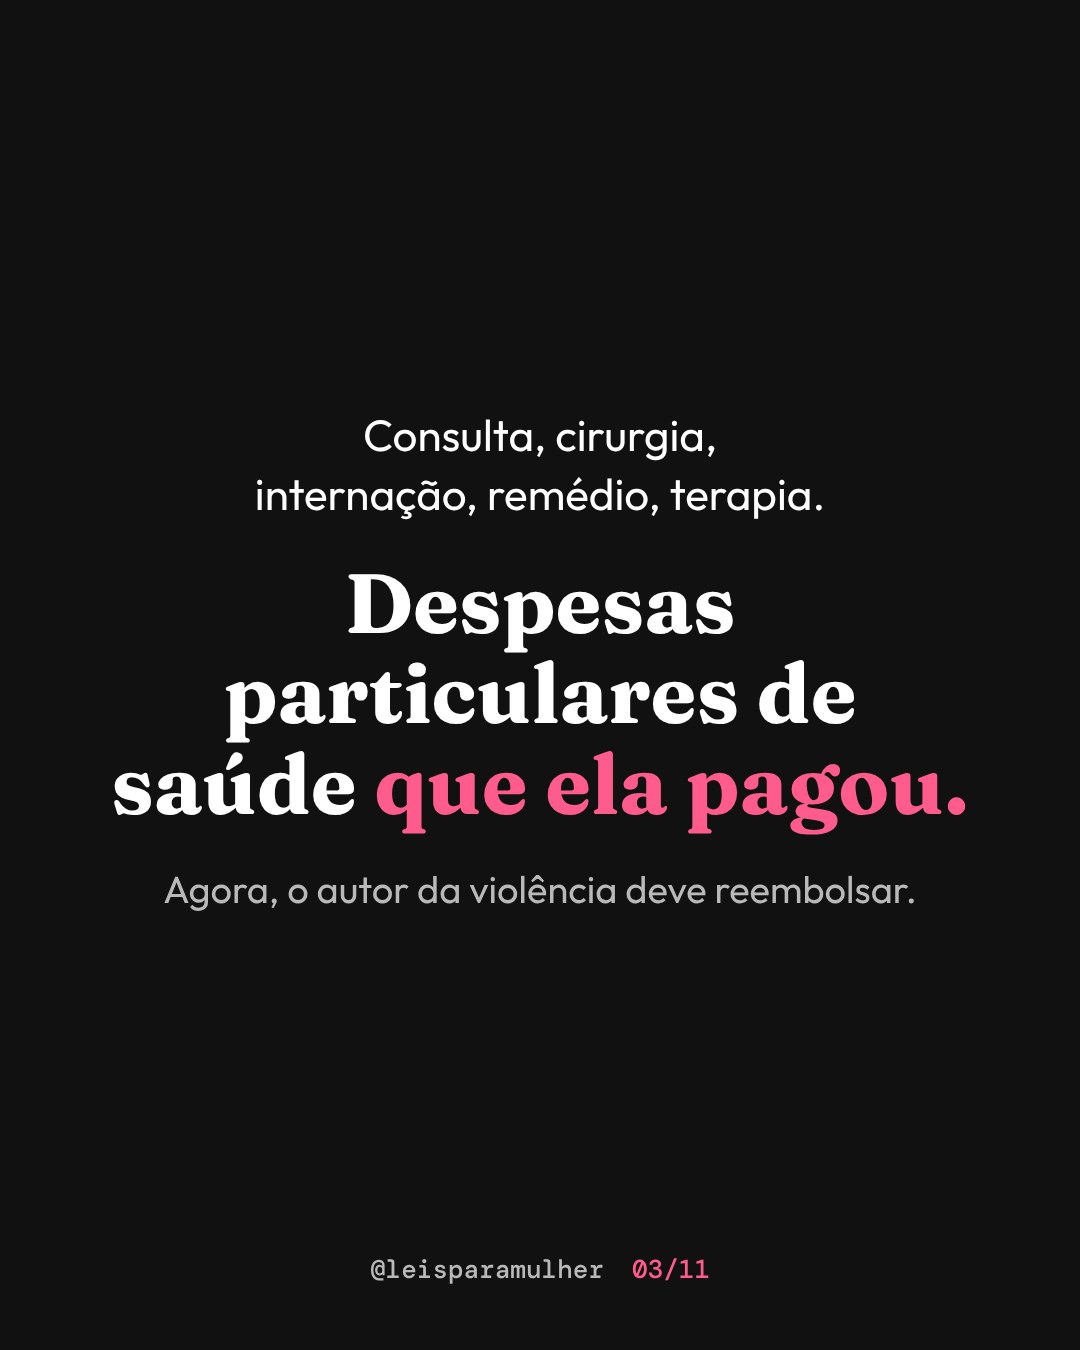 Consulta, cirurgia,
internação, remédio, terapia.
Despesas
particulares de
saúde que ela pagou.
Agora, o autor da violência deve reembolsar.
@leisparamulher 03/11